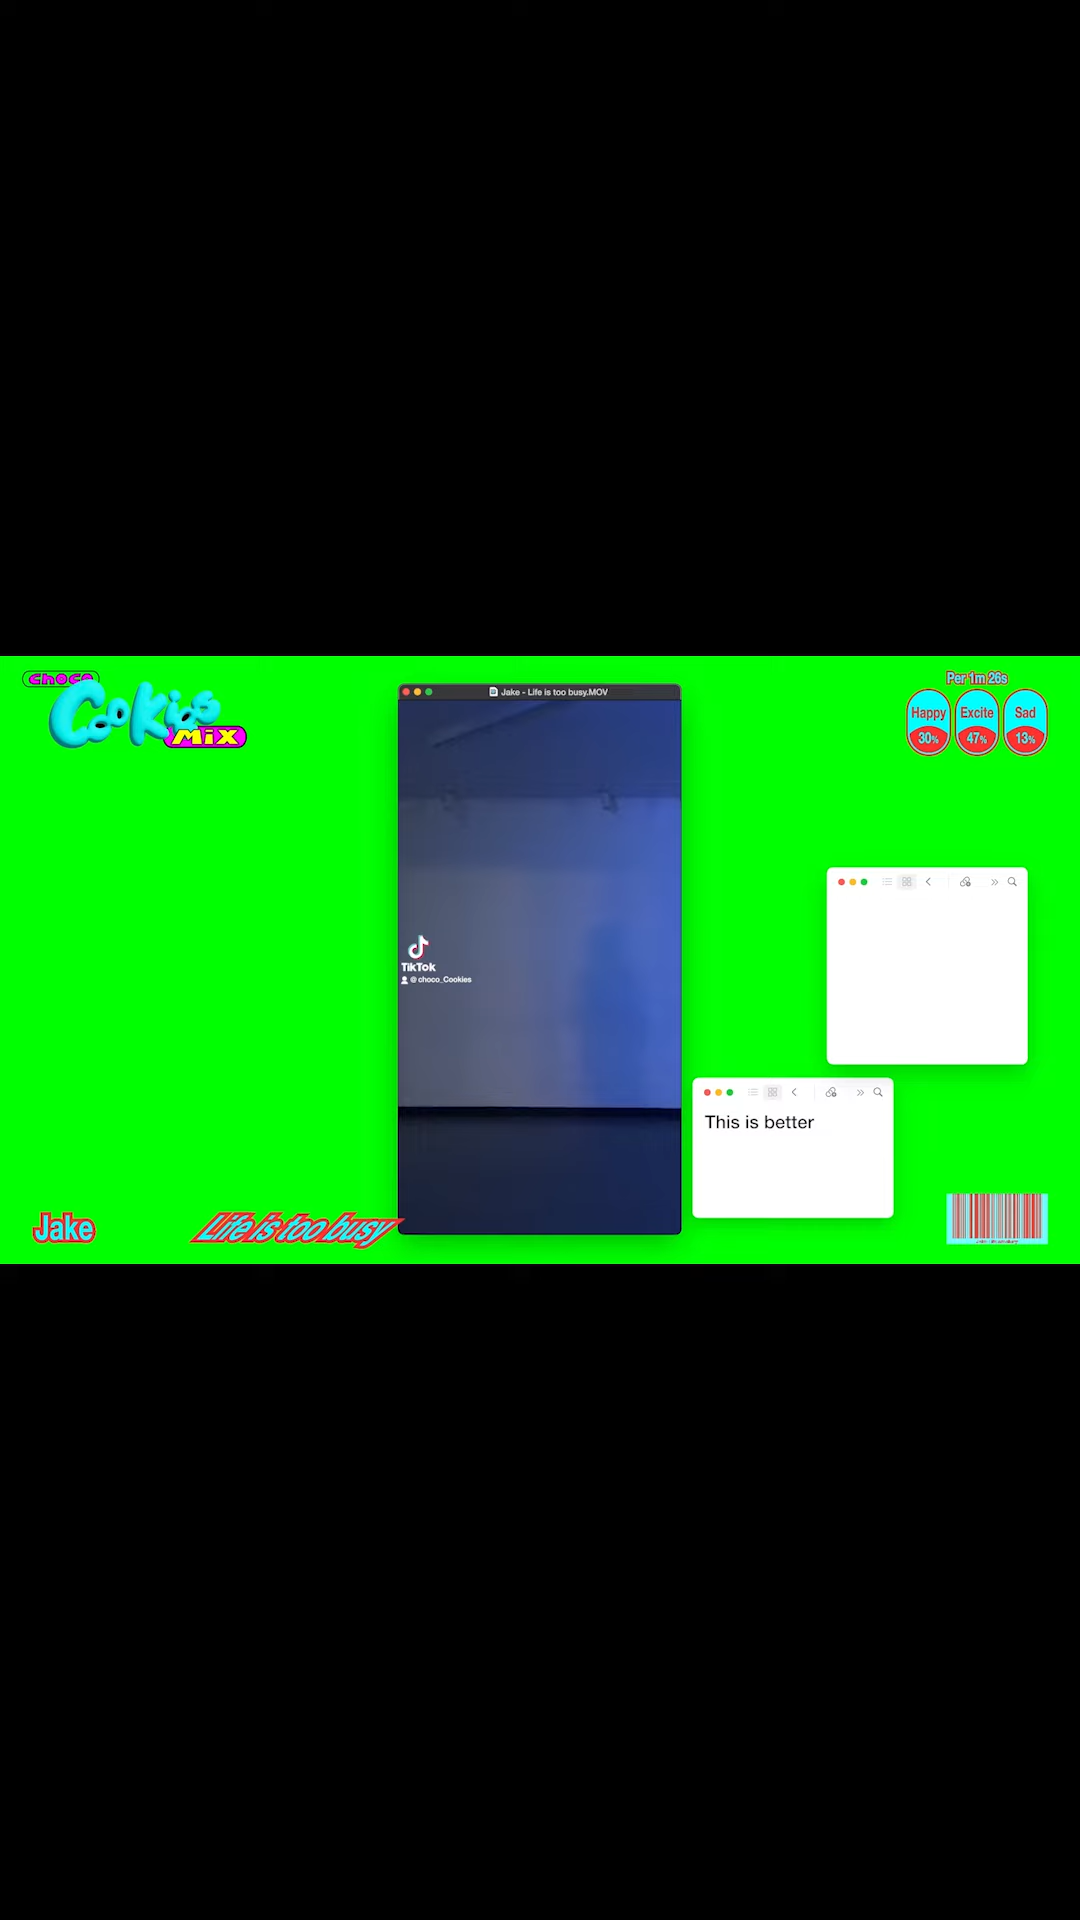 Choco
Cookies
Mix
Jake - Life is too busy.MOV
Per 1m 26s
Happy
30%
Excite
47%
Sad
13%
TikTok
@choco_Cookies
This is better
Jake
Life is too busy